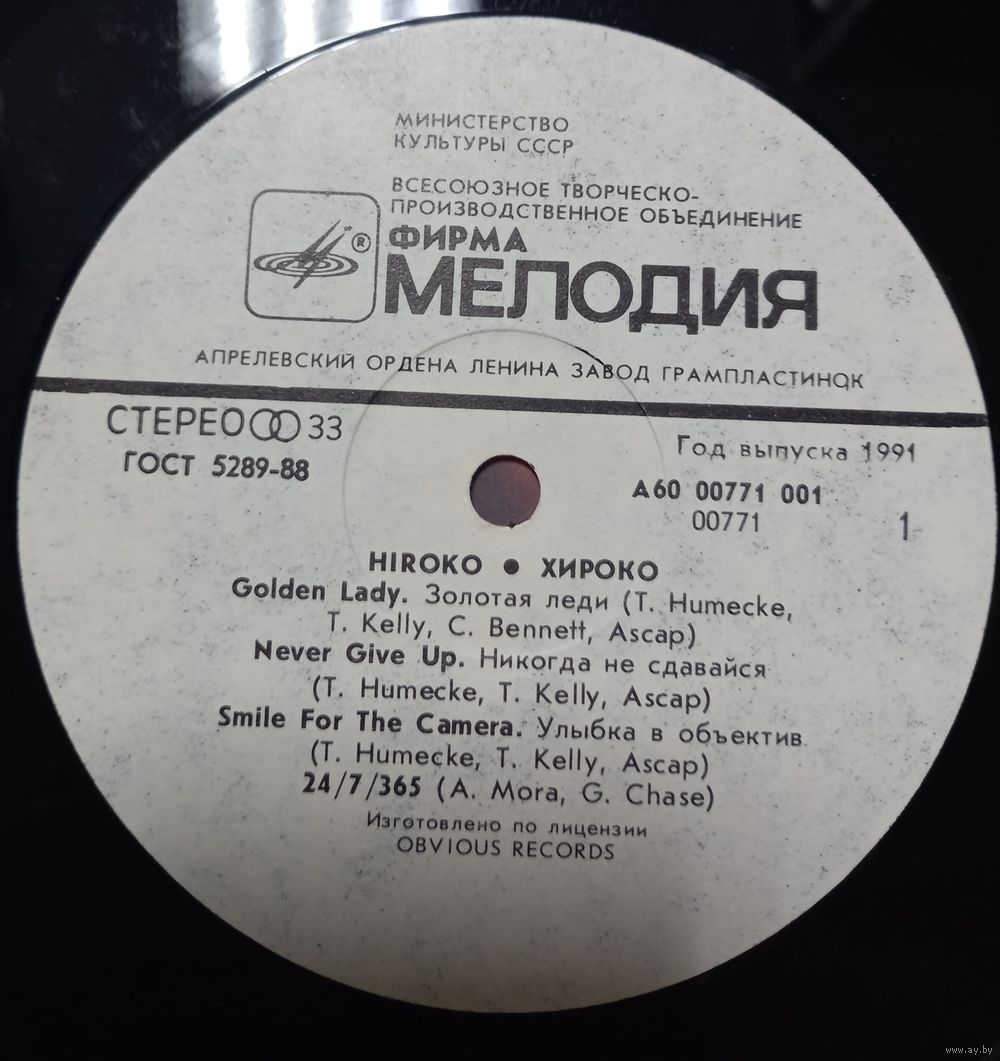 МИНИСТЕРСТВО
КУЛЬТУРЫ СССР
ВСЕСОЮЗНОЕ ТВОРЧЕСКО-
ПРОИЗВОДСТВЕННОЕ ОБЪЕДИНЕНИЕ
®
ФИРМА
МЕЛОДИЯ
АПРЕЛЕВСКИЙ ОРДЕНА ЛЕНИНА ЗАВОД ГРАМПЛАСТИНОК
СТЕРЕО 33
ГОСТ 5289-88
Год выпуска 1991
А60 00771 001
00771
1
HIROKO ● ХИРОКО
Golden Lady. Золотая леди (T. Humecke,
T. Kelly, C. Bennett, Ascap)
Never Give Up. Никогда не сдавайся
(T. Humecke, T. Kelly, Ascap)
Smile For The Camera. Улыбка в объектив
(T. Humecke, T. Kelly, Ascap)
24/7/365 (A. Mora, G. Chase)
Изготовлено по лицензии
OBVIOUS RECORDS
www.ay.by